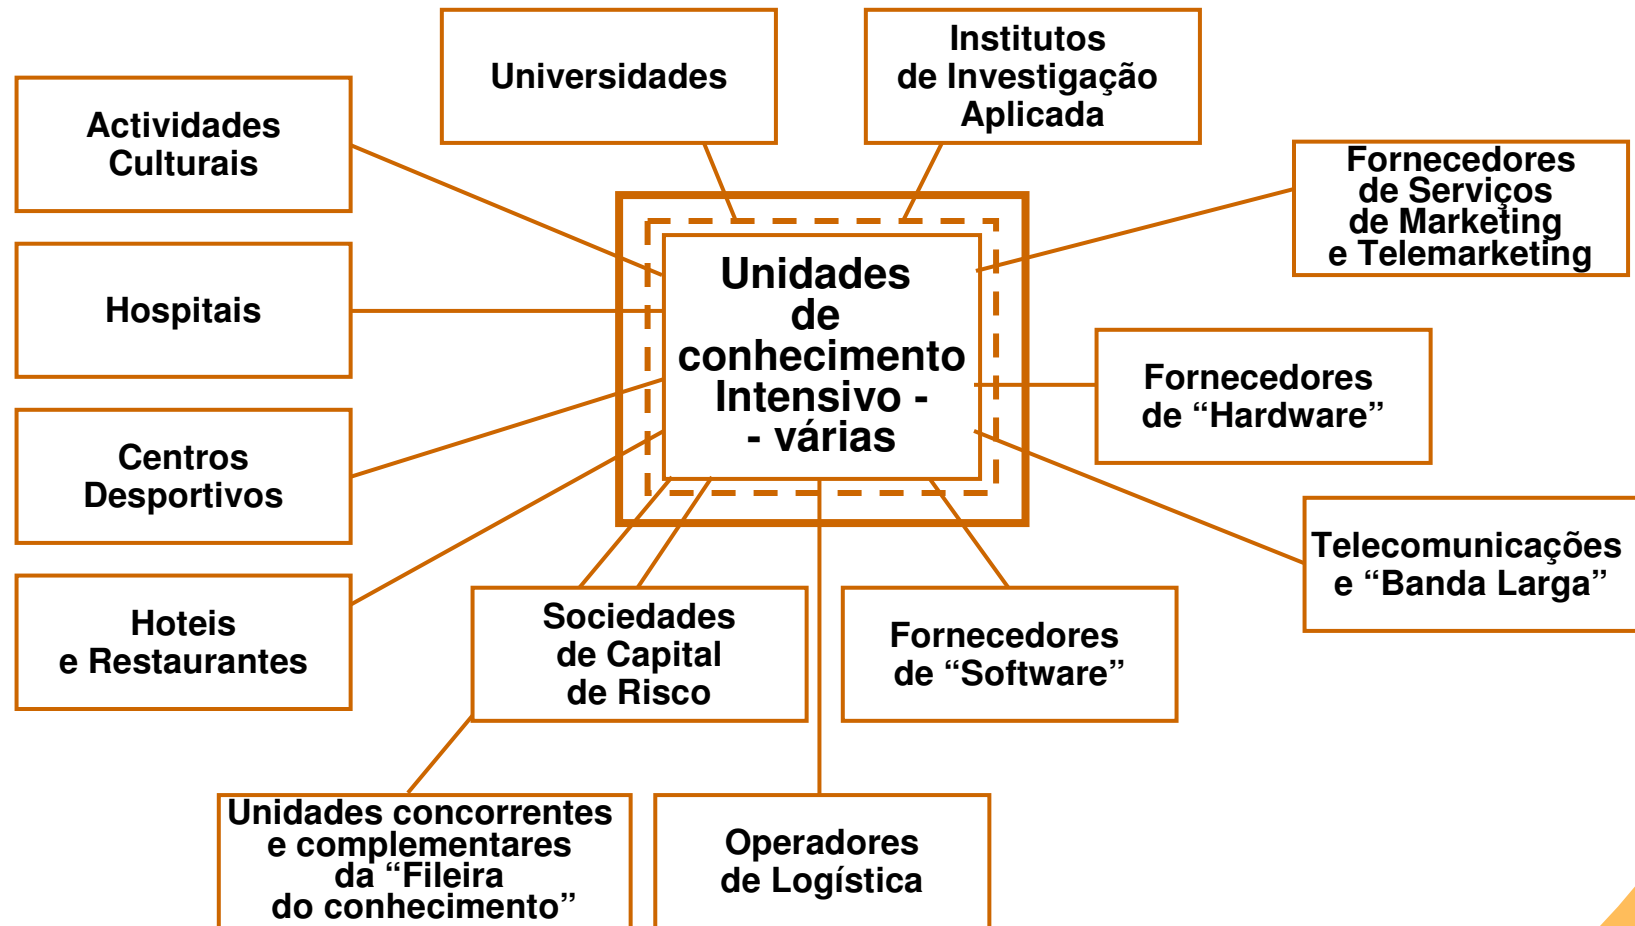 Universidades
Institutos
de Investigação
Aplicada
Actividades
Culturais
Fornecedores
de Serviços
de Marketing
e Telemarketing
Hospitais
Unidades
de
conhecimento
Intensivo -
- várias
Fornecedores
de “Hardware”
Centros
Desportivos
Telecomunicações
e “Banda Larga”
Hoteis
e Restaurantes
Sociedades
de Capital
de Risco
Fornecedores
de “Software”
Unidades concorrentes
e complementares
da “Fileira
do conhecimento”
Operadores
de Logística